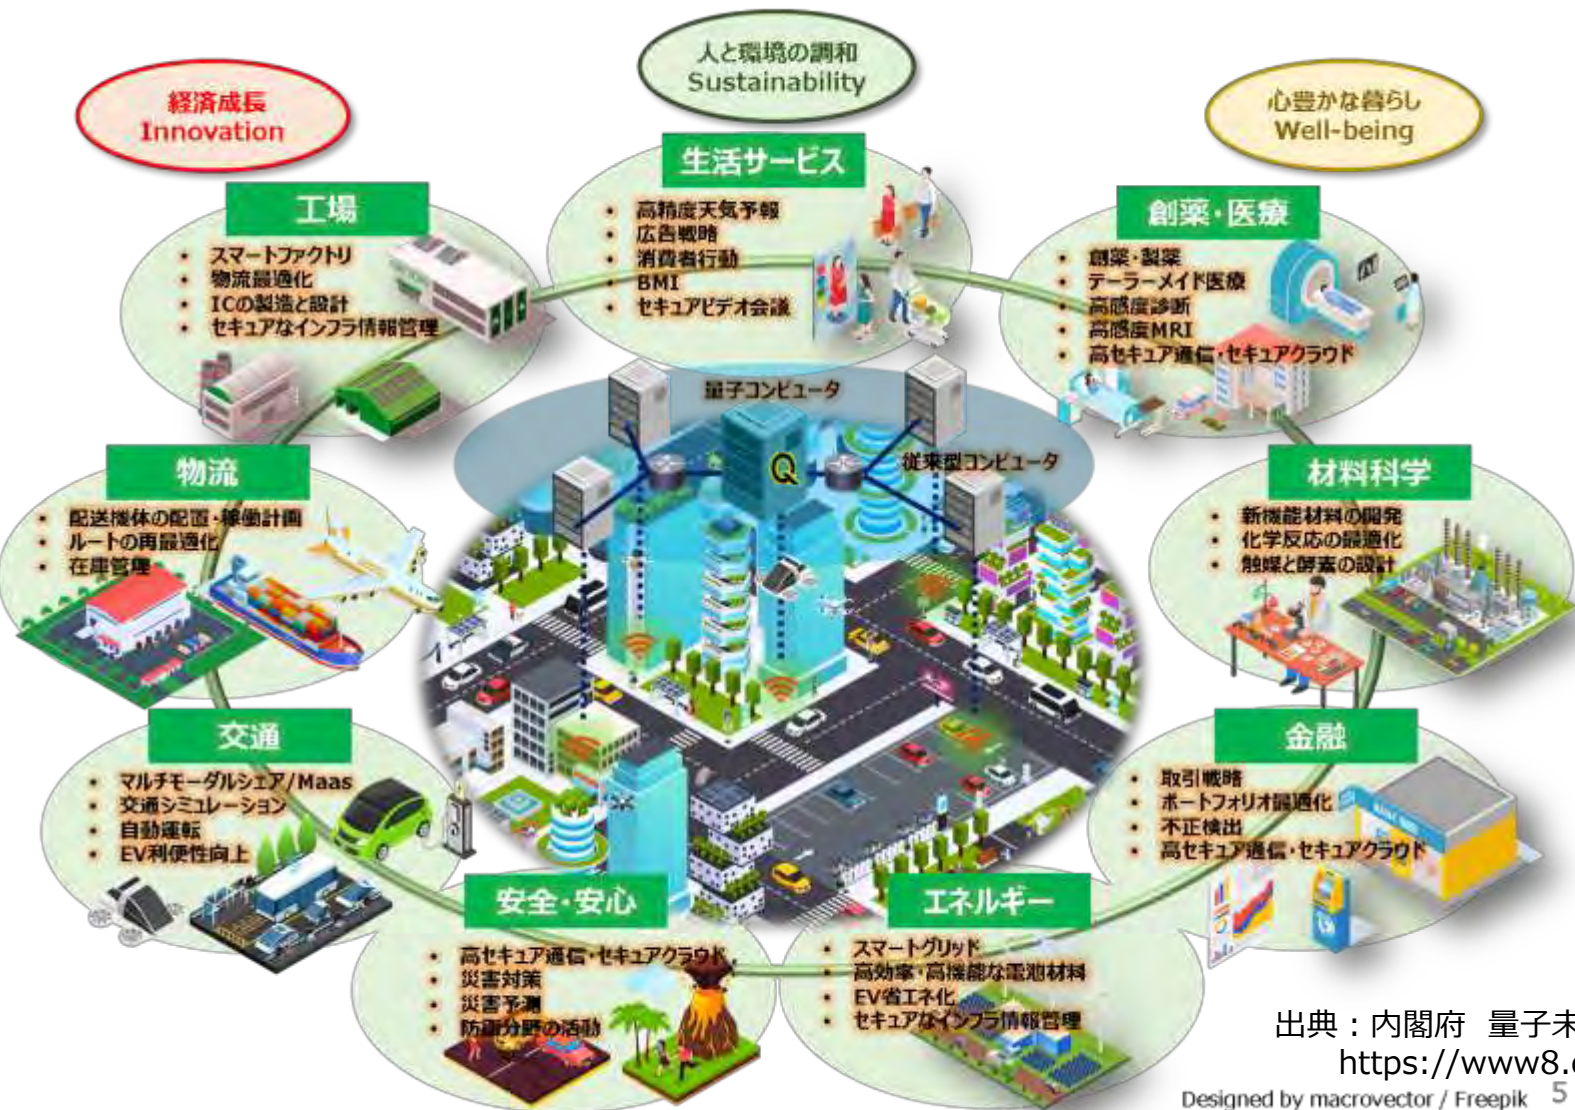 人と環境の調和
Sustainability
経済成長
Innovation
心豊かな暮らし
Well-being
生活サービス
・ 高精度天気予報
・ 広告戦略
・ 消費者行動
・ BMI
・ セキュアビデオ会議
工場
・ スマートファクトリ
・ 物流最適化
・ ICの製造と設計
・ セキュアなインフラ情報管理
創薬・医療
・ 創薬・製薬
・ テーラーメイド医療
・ 高感度診断
・ 高感度MRI
・ 高セキュア通信・セキュアクラウド
量子コンピュータ
Q
従来型コンピュータ
物流
・ 配送機体の配置・稼働計画
・ ルートの再最適化
・ 在庫管理
材料科学
・ 新機能材料の開発
・ 化学反応の最適化
・ 触媒と酵素の設計
交通
・ マルチモーダルシェア/Maas
・ 交通シミュレーション
・ 自動運転
・ EV利便性向上
金融
・ 取引戦略
・ ポートフォリオ最適化
・ 不正検出
・ 高セキュア通信・セキュアクラウド
安全・安心
・ 高セキュア通信・セキュアクラウド
・ 災害対策
・ 災害予測
・ 防衛分野の活動
エネルギー
・ スマートグリッド
・ 高効率・高機能な電池材料
・ EV省エネ化
・ セキュアなインフラ情報管理
出典：内閣府 量子未
https://www8.c
Designed by macrovector / Freepik
5